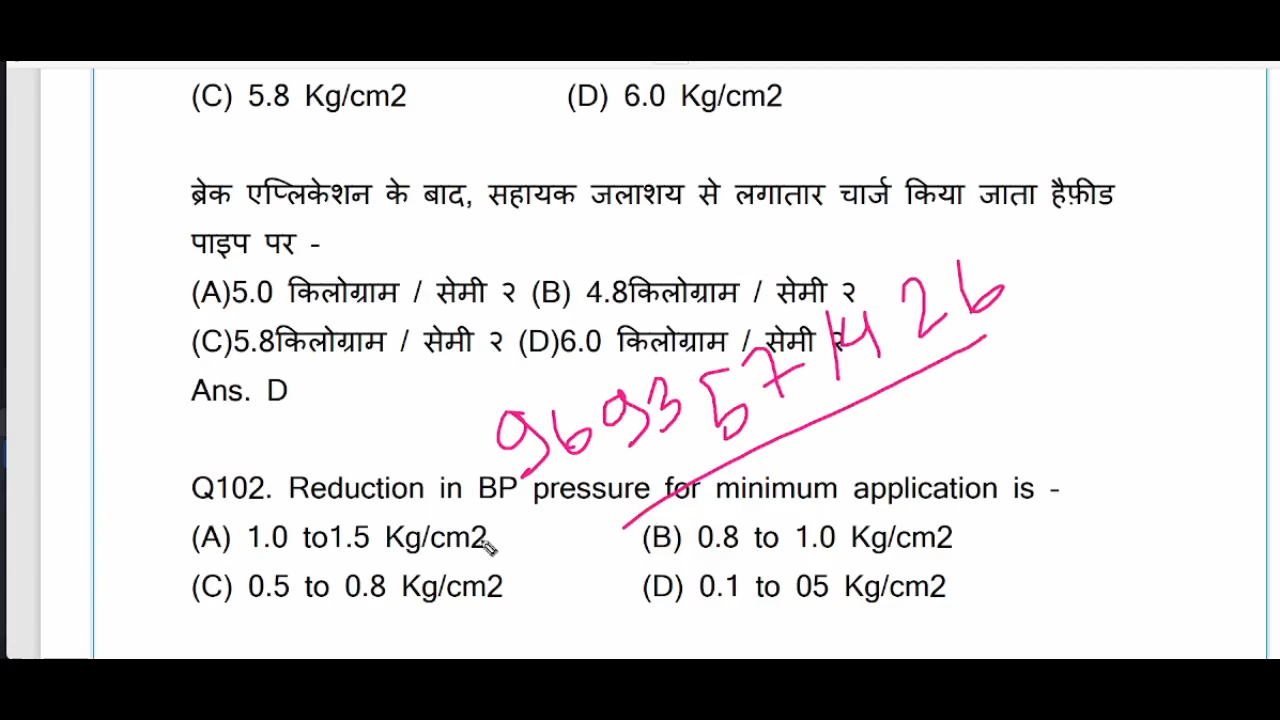 (C) 5.8 Kg/cm2 (D) 6.0 Kg/cm2
ब्रेक एप्लिकेशन के बाद, सहायक जलाशय से लगातार चार्ज किया जाता हैफ़ीड
पाइप पर -
(A)5.0 किलोग्राम / सेमी २ (B) 4.8किलोग्राम / सेमी २
(C)5.8किलोग्राम / सेमी २ (D)6.0 किलोग्राम / सेमी २
Ans. D
9693571426
Q102. Reduction in BP pressure for minimum application is -
(A) 1.0 to1.5 Kg/cm2 (B) 0.8 to 1.0 Kg/cm2
(C) 0.5 to 0.8 Kg/cm2 (D) 0.1 to 05 Kg/cm2